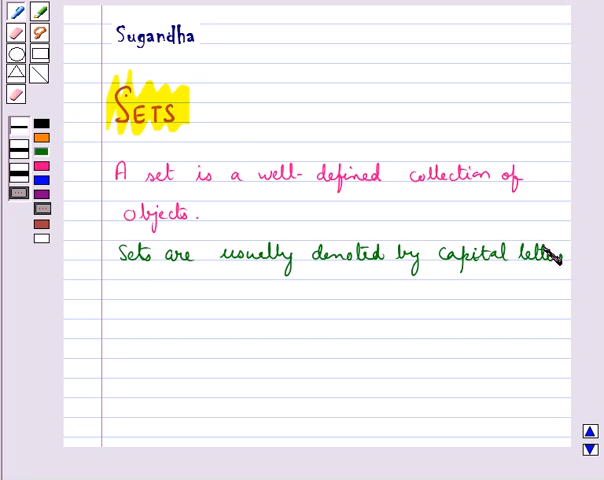 Sugandha
SETS
A set is a well-defined collection of
objects.
Sets are usually denoted by capital